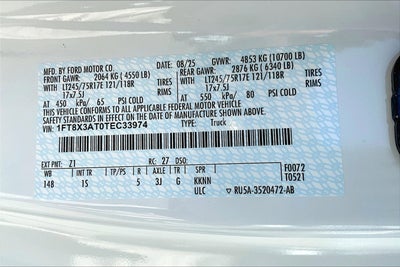 MFD. BY FORD MOTOR CO. 08/25 GVWR: 4853 KG (10700 LB)
FRONT GAWR: 2064 KG (4550 LB) REAR GAWR: 2876 KG (6340 LB)
WITH LT245/75R17E 121/118R TIRES WITH LT245/75R17E 121/118R TIRES
17x7.5J RIMS 17x7.5J RIMS
AT 450 kPa/ 65 PSI COLD AT 550 kPa/ 80 PSI COLD
THIS VEHICLE CONFORMS TO ALL APPLICABLE FEDERAL MOTOR VEHICLE
SAFETY STANDARDS IN EFFECT ON THE DATE OF MANUFACTURE SHOWN ABOVE.
VIN: 1FT8X3AT0TEC33974 TYPE: Truck
F0072
T0521
EXT PNT: Z1 RC: 27 DSO:
WB INT TR TP/PS R AXLE TR SPR
148 1S 5 3J G KKNN
ULC RU5A-3520472-AB